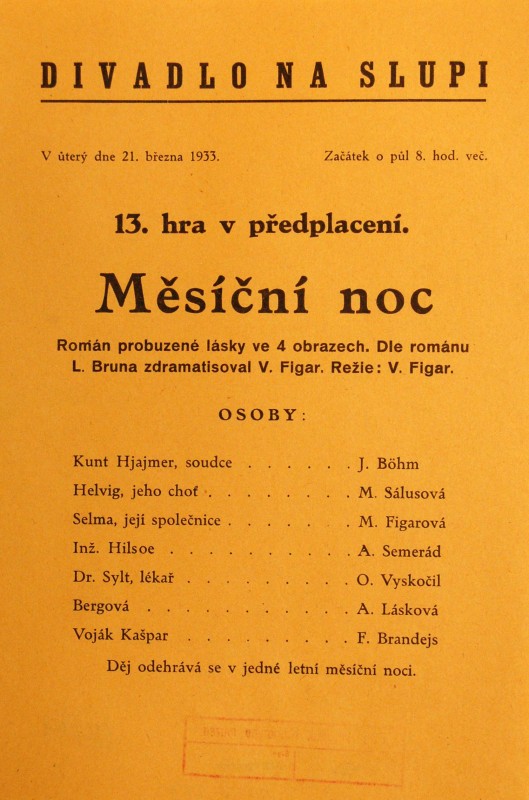 DIVADLO NA SLUPI
V úterý dne 21. března 1933. Začátek o půl 8. hod. več.
13. hra v předplacení.
Měsíční noc
Román probuzené lásky ve 4 obrazech. Dle románu
L. Bruna zdramatisoval V. Figar. Režie: V. Figar.
OSOBY:
Kunt Hjajmer, soudce . . . . . . J. Böhm
Helvig, jeho choť . . . . . . . . M. Sálusová
Selma, její společnice . . . . . . . M. Figarová
Inž. Hilsoe . . . . . . . . . . A. Semerád
Dr. Sylt, lékař . . . . . . . . . O. Vyskočil
Bergová . . . . . . . . . . . A. Lásková
Voják Kašpar . . . . . . . . . F. Brandejs
Děj odehrává se v jedné letní měsíční noci.